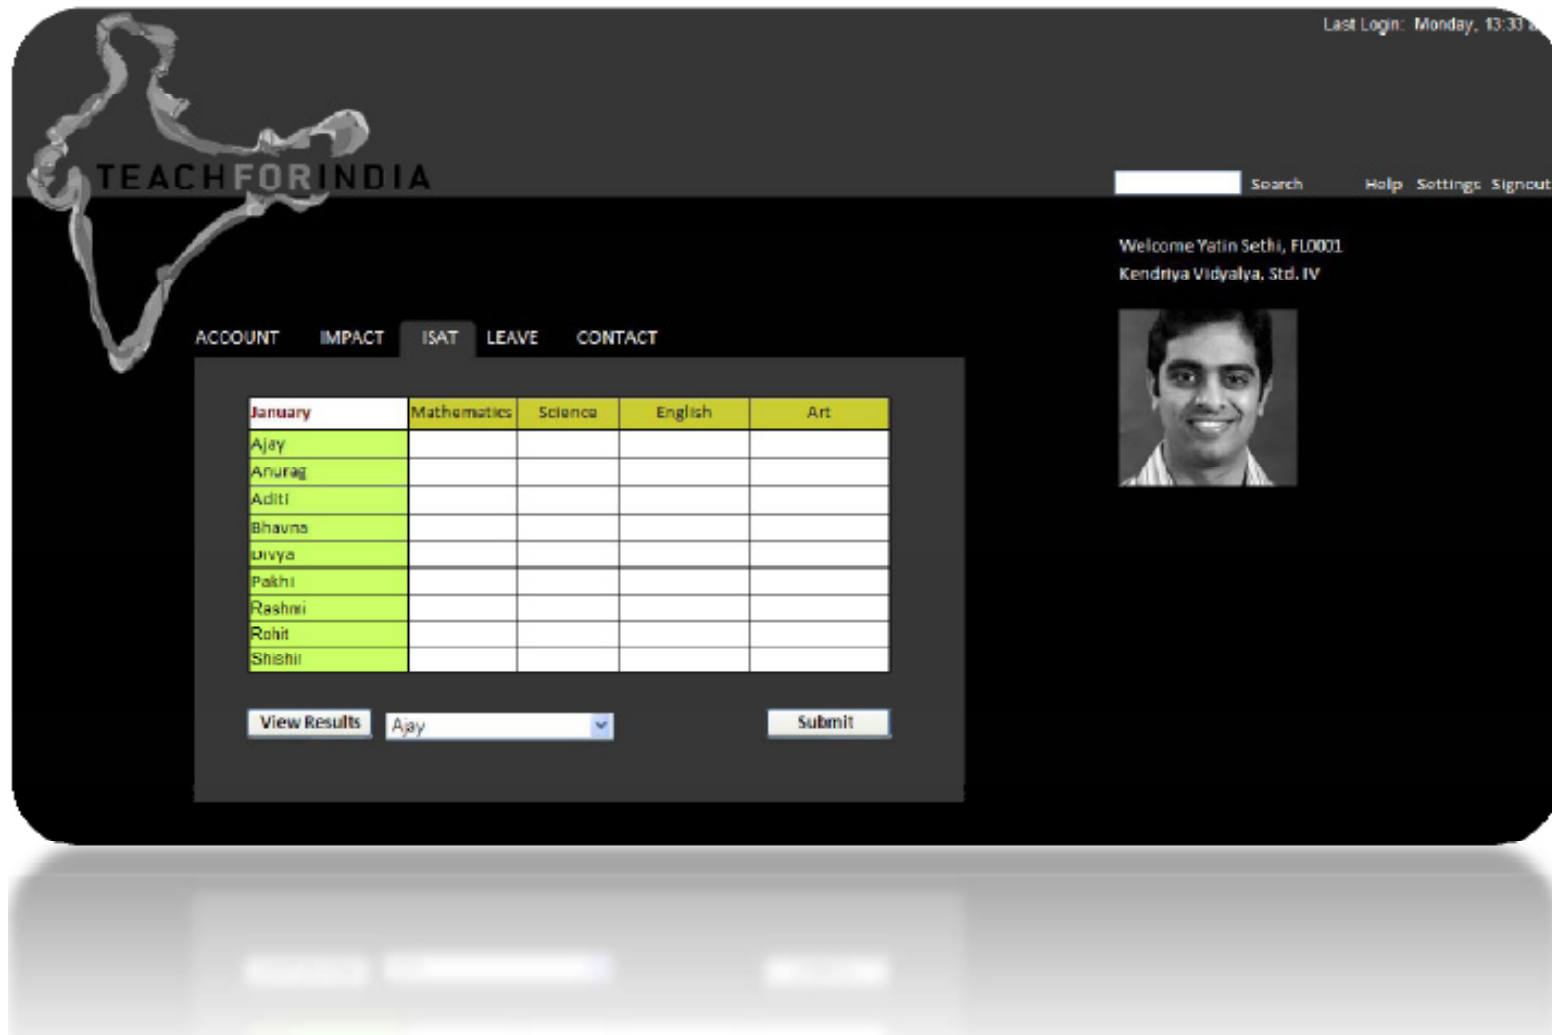 Last Login: Monday, 13:33
TEACHFORINDIA
Search Help Settings Signout
Welcome Yatin Sethi, FL0001
Kendriya Vidyalya, Std. IV
ACCOUNT IMPACT ISAT LEAVE CONTACT
January Mathematics Science English Art
Ajay
Anurag
Aditi
Bhavna
Divya
Pakhi
Rashmi
Rohit
Shishir
View Results Ajay Submit